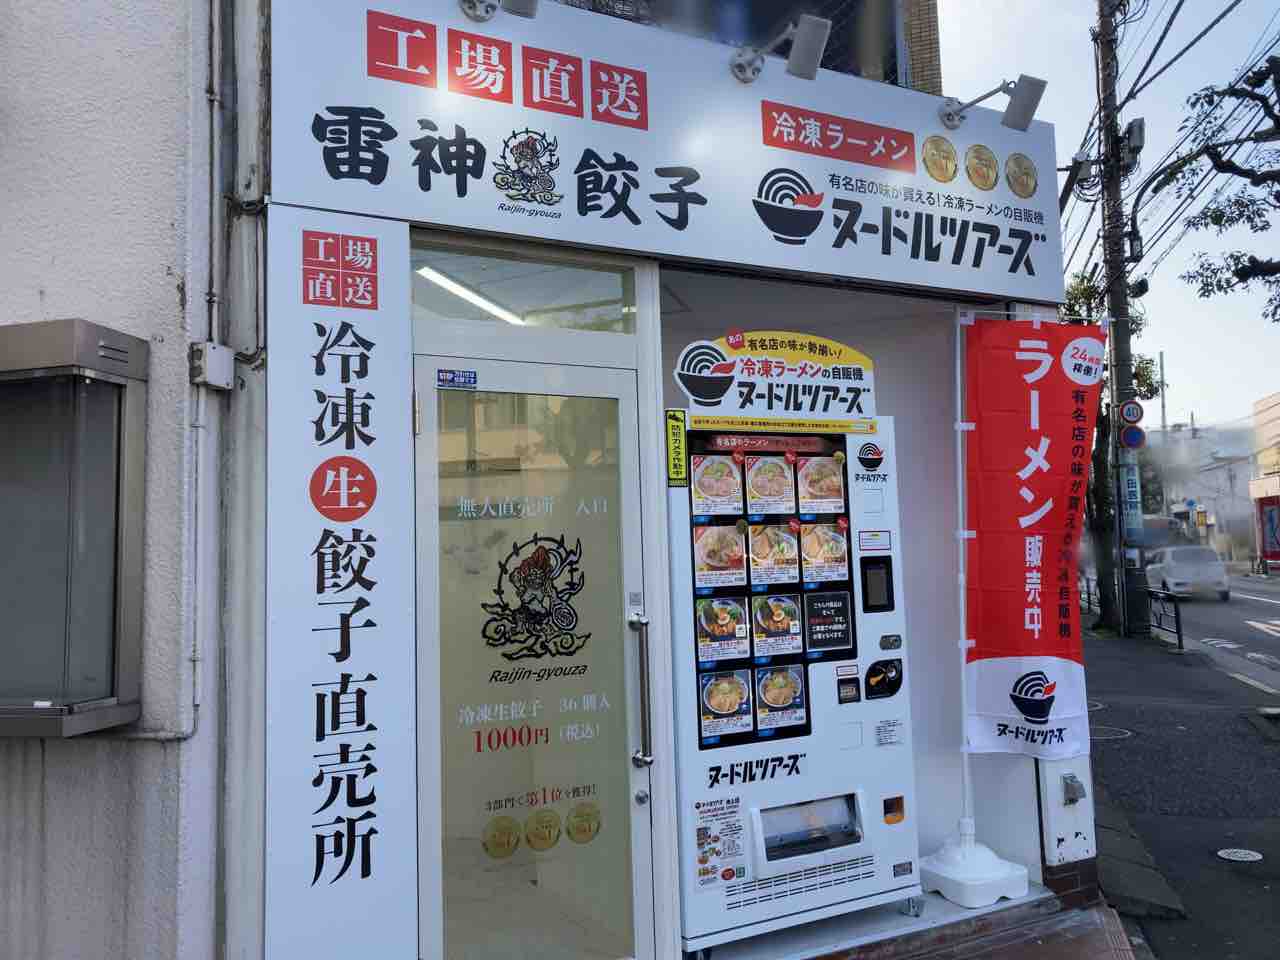 工場直送
雷神餃子
Raijin-gyouza
冷凍ラーメン
有名店の味が買える!冷凍ラーメンの自販機
ヌードルツアーズ
工場
直送
冷凍生餃子直売所
無人直売所 入口
Raijin-gyouza
冷凍生餃子 36個入
1000円(税込)
3部門で第1位を獲得!
防犯カメラ作動中
あの有名店の味が勢揃い!
冷凍ラーメンの自販機
ヌードルツアーズ
ヌードルツアーズ
ヌードルツアーズ
ラーメン販売中
24時間
稼働!
有名店の味が買える冷凍自販機
ヌードルツアーズ
40